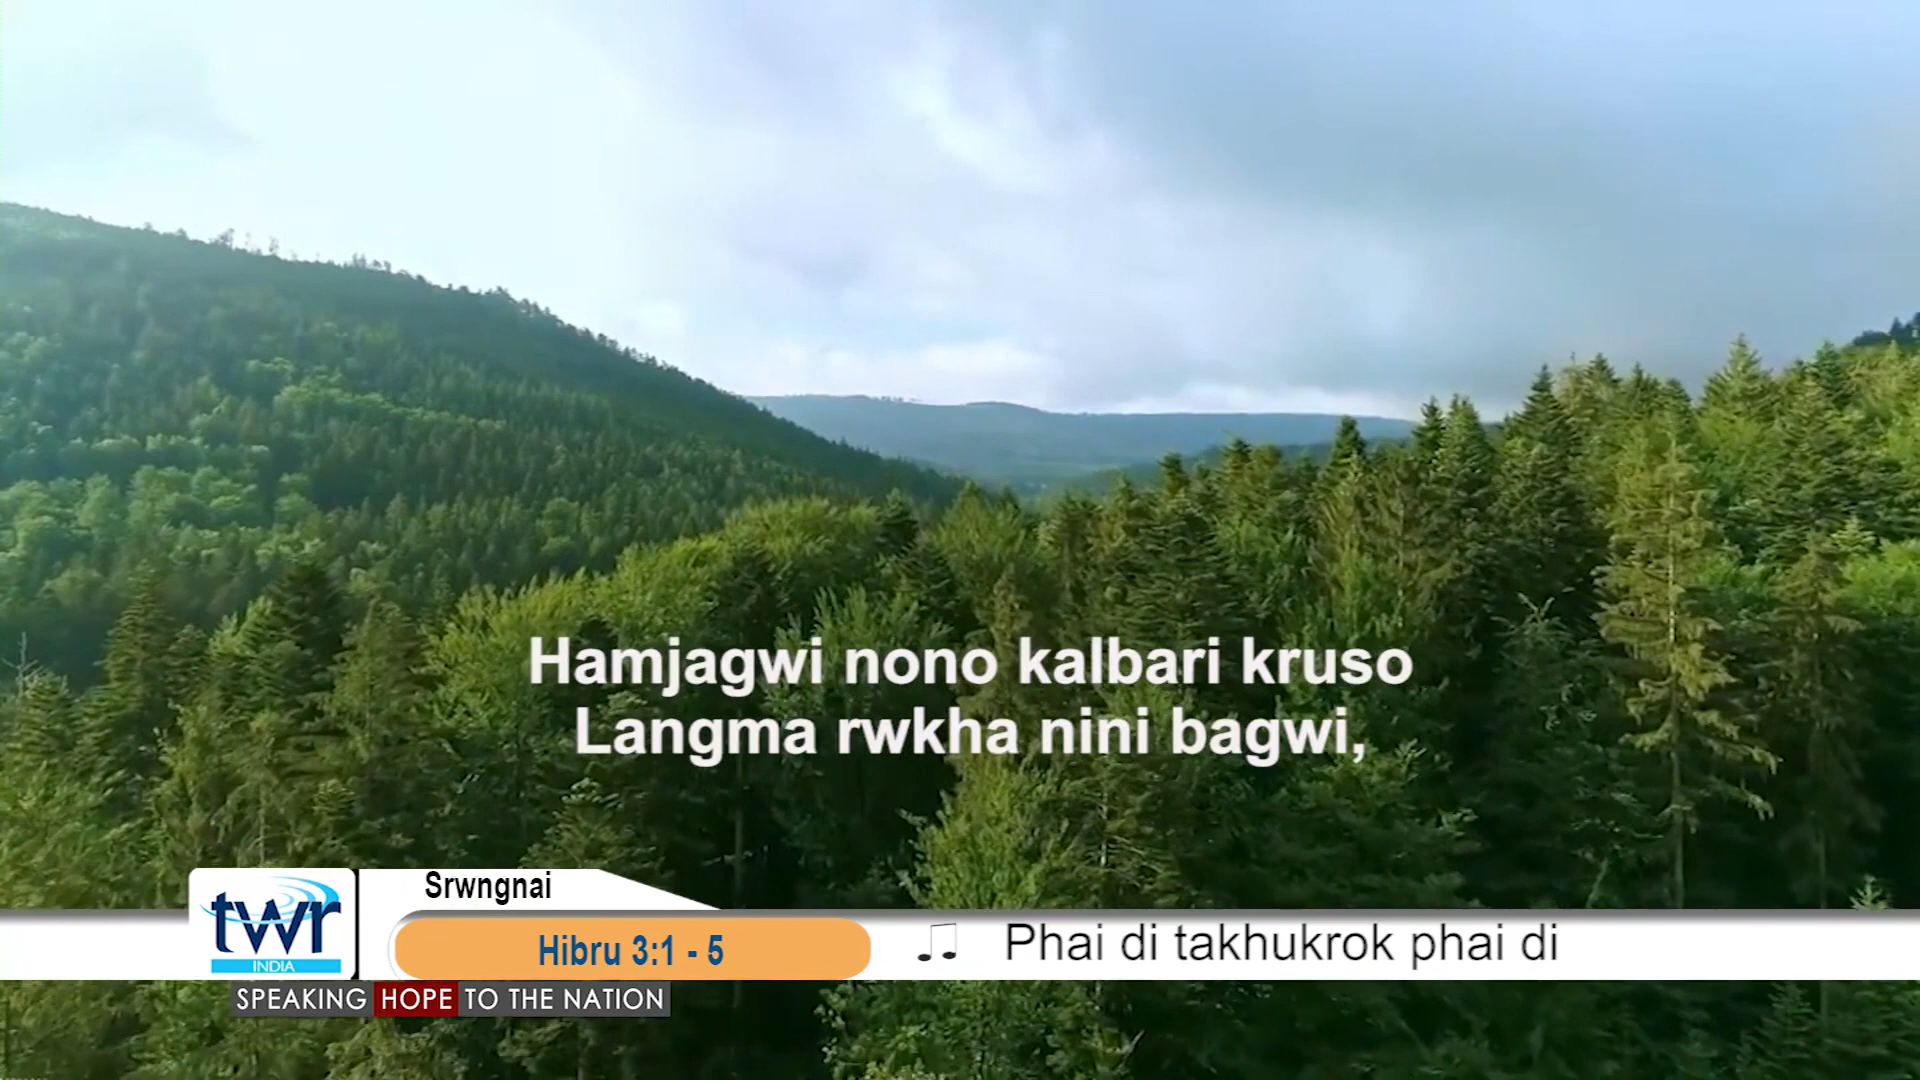 Hamjagwi nono kalbari kruso
Langma rwkha nini bagwi,
Srwngnai
twr
INDIA
Hibru 3:1 - 5
Phai di takhukrok phai di
SPEAKING HOPE TO THE NATION